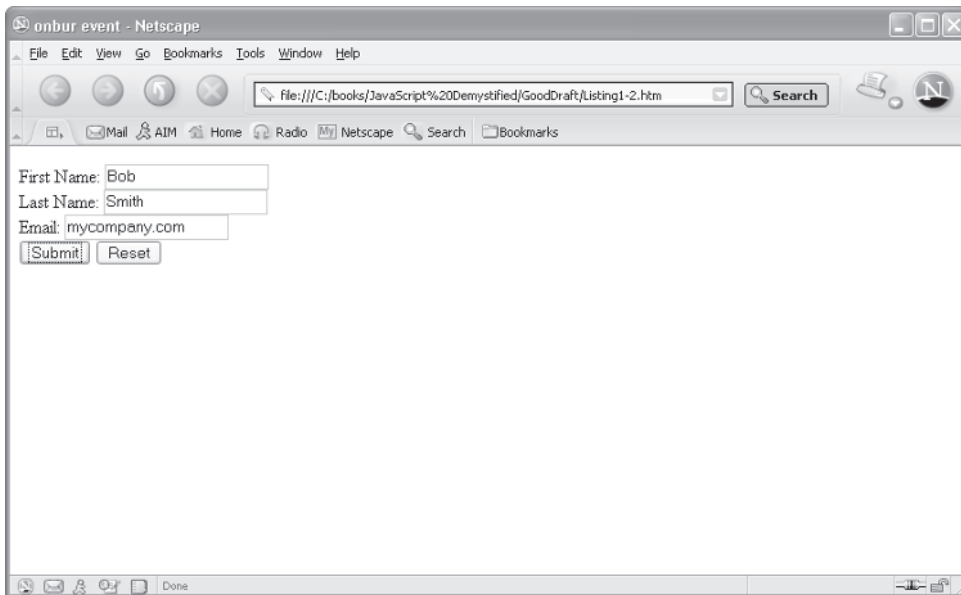 onbur event - Netscape
File Edit View Go Bookmarks Tools Window Help
file:///C:/books/JavaScript%20Demystified/GoodDraft/Listing1-2.htm Search N
Mail AIM Home Radio My Netscape Search Bookmarks
First Name: Bob
Last Name: Smith
Email: mycompany.com
Submit Reset
Done